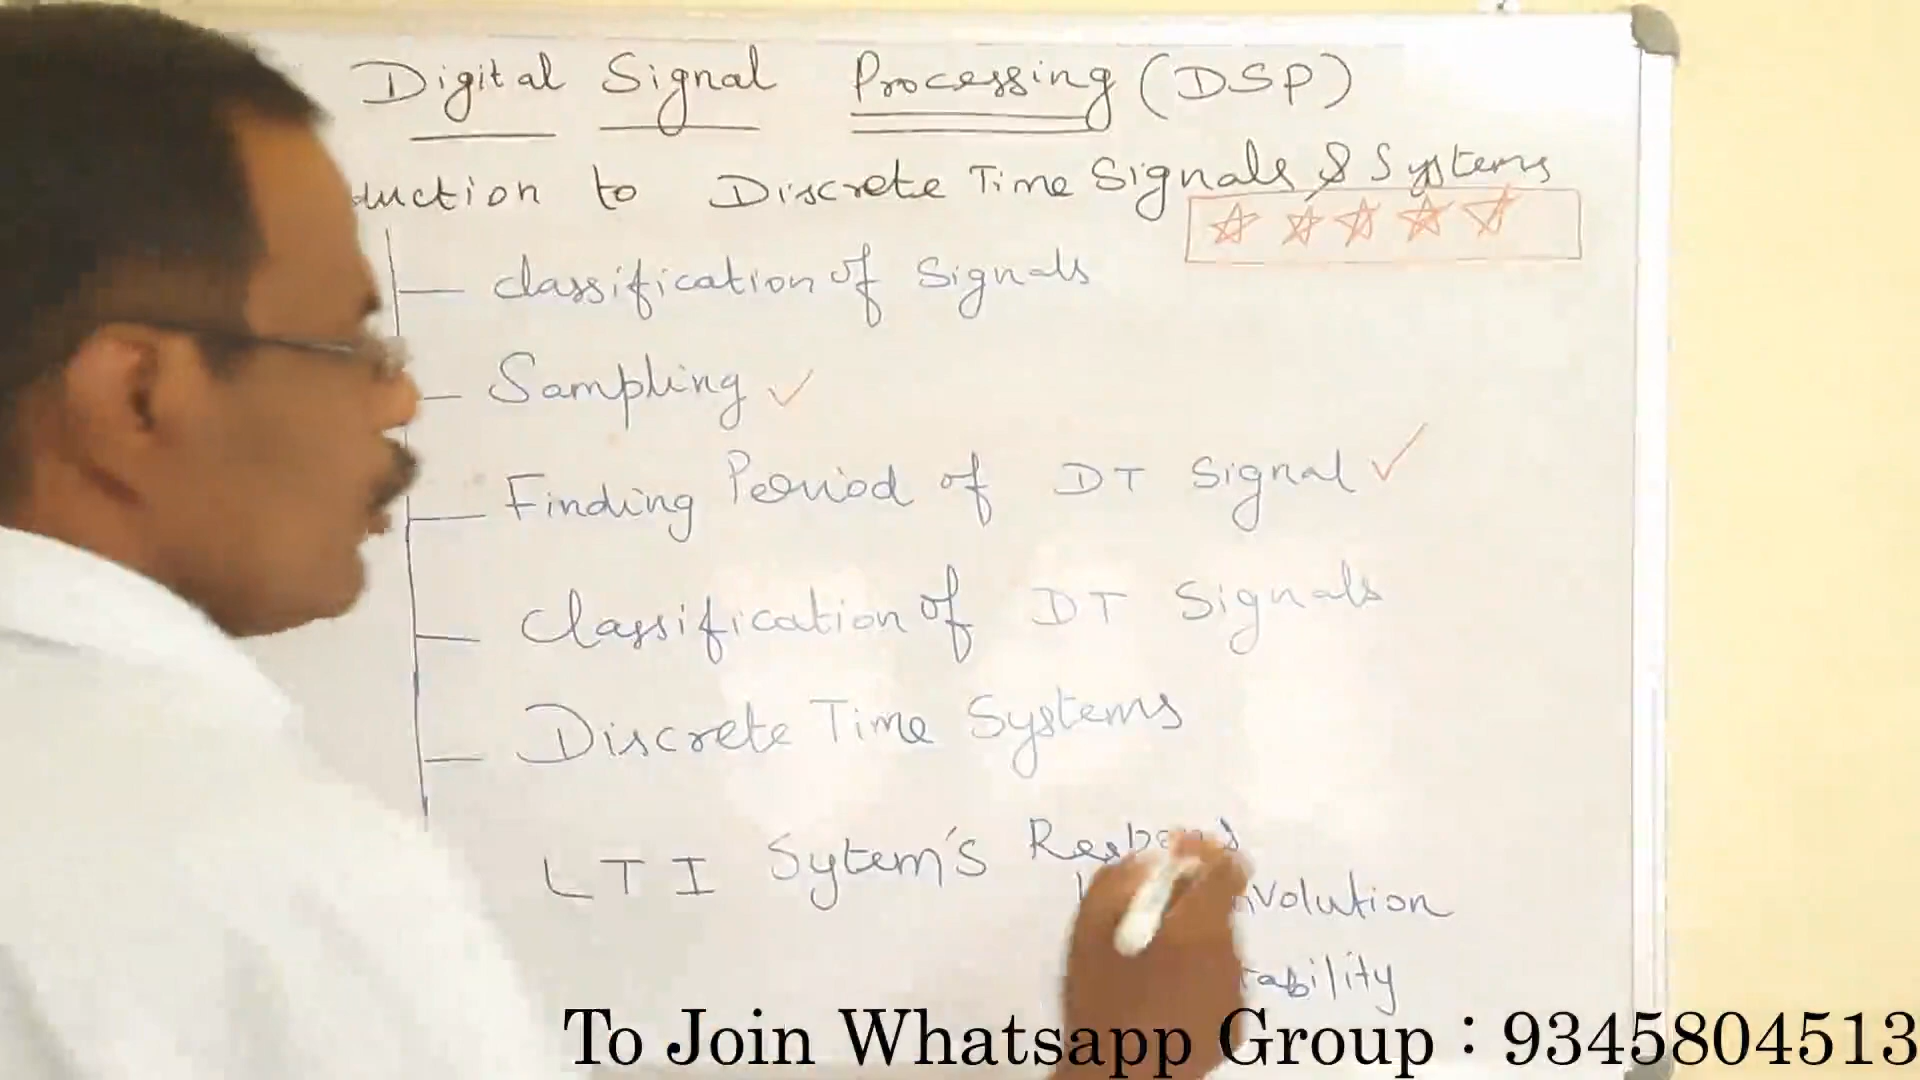 Digital Signal Processing (DSP)
duction to Discrete Time Signals & Systems
Classification of Signals
Sampling ✓
Finding Period of DT Signal ✓
Classification of DT Signals
Discrete Time Systems
LTI Sytem's
volution
ability
To Join Whatsapp Group : 9345804513